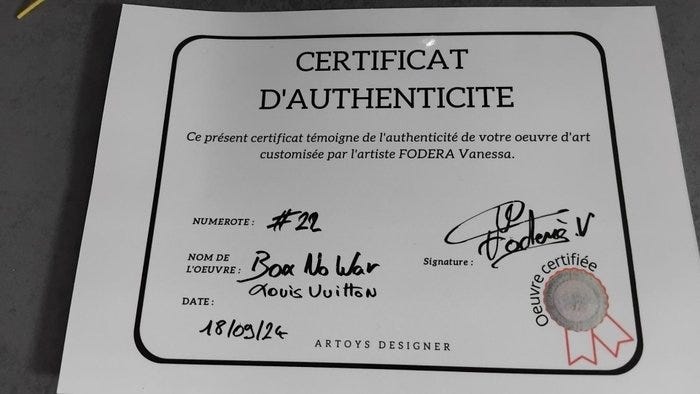 CERTIFICAT
D'AUTHENTICITE
Ce présent certificat témoigne de l'authenticité de votre oeuvre d'art
customisée par l'artiste FODERA Vanessa.
NUMEROTE : #22
NOM DE
L'OEUVRE : Box No War
Louis Vuitton
Signature : Foderà.V
DATE :
18/09/24
Oeuvre certifiée
ARTOYS DESIGNER